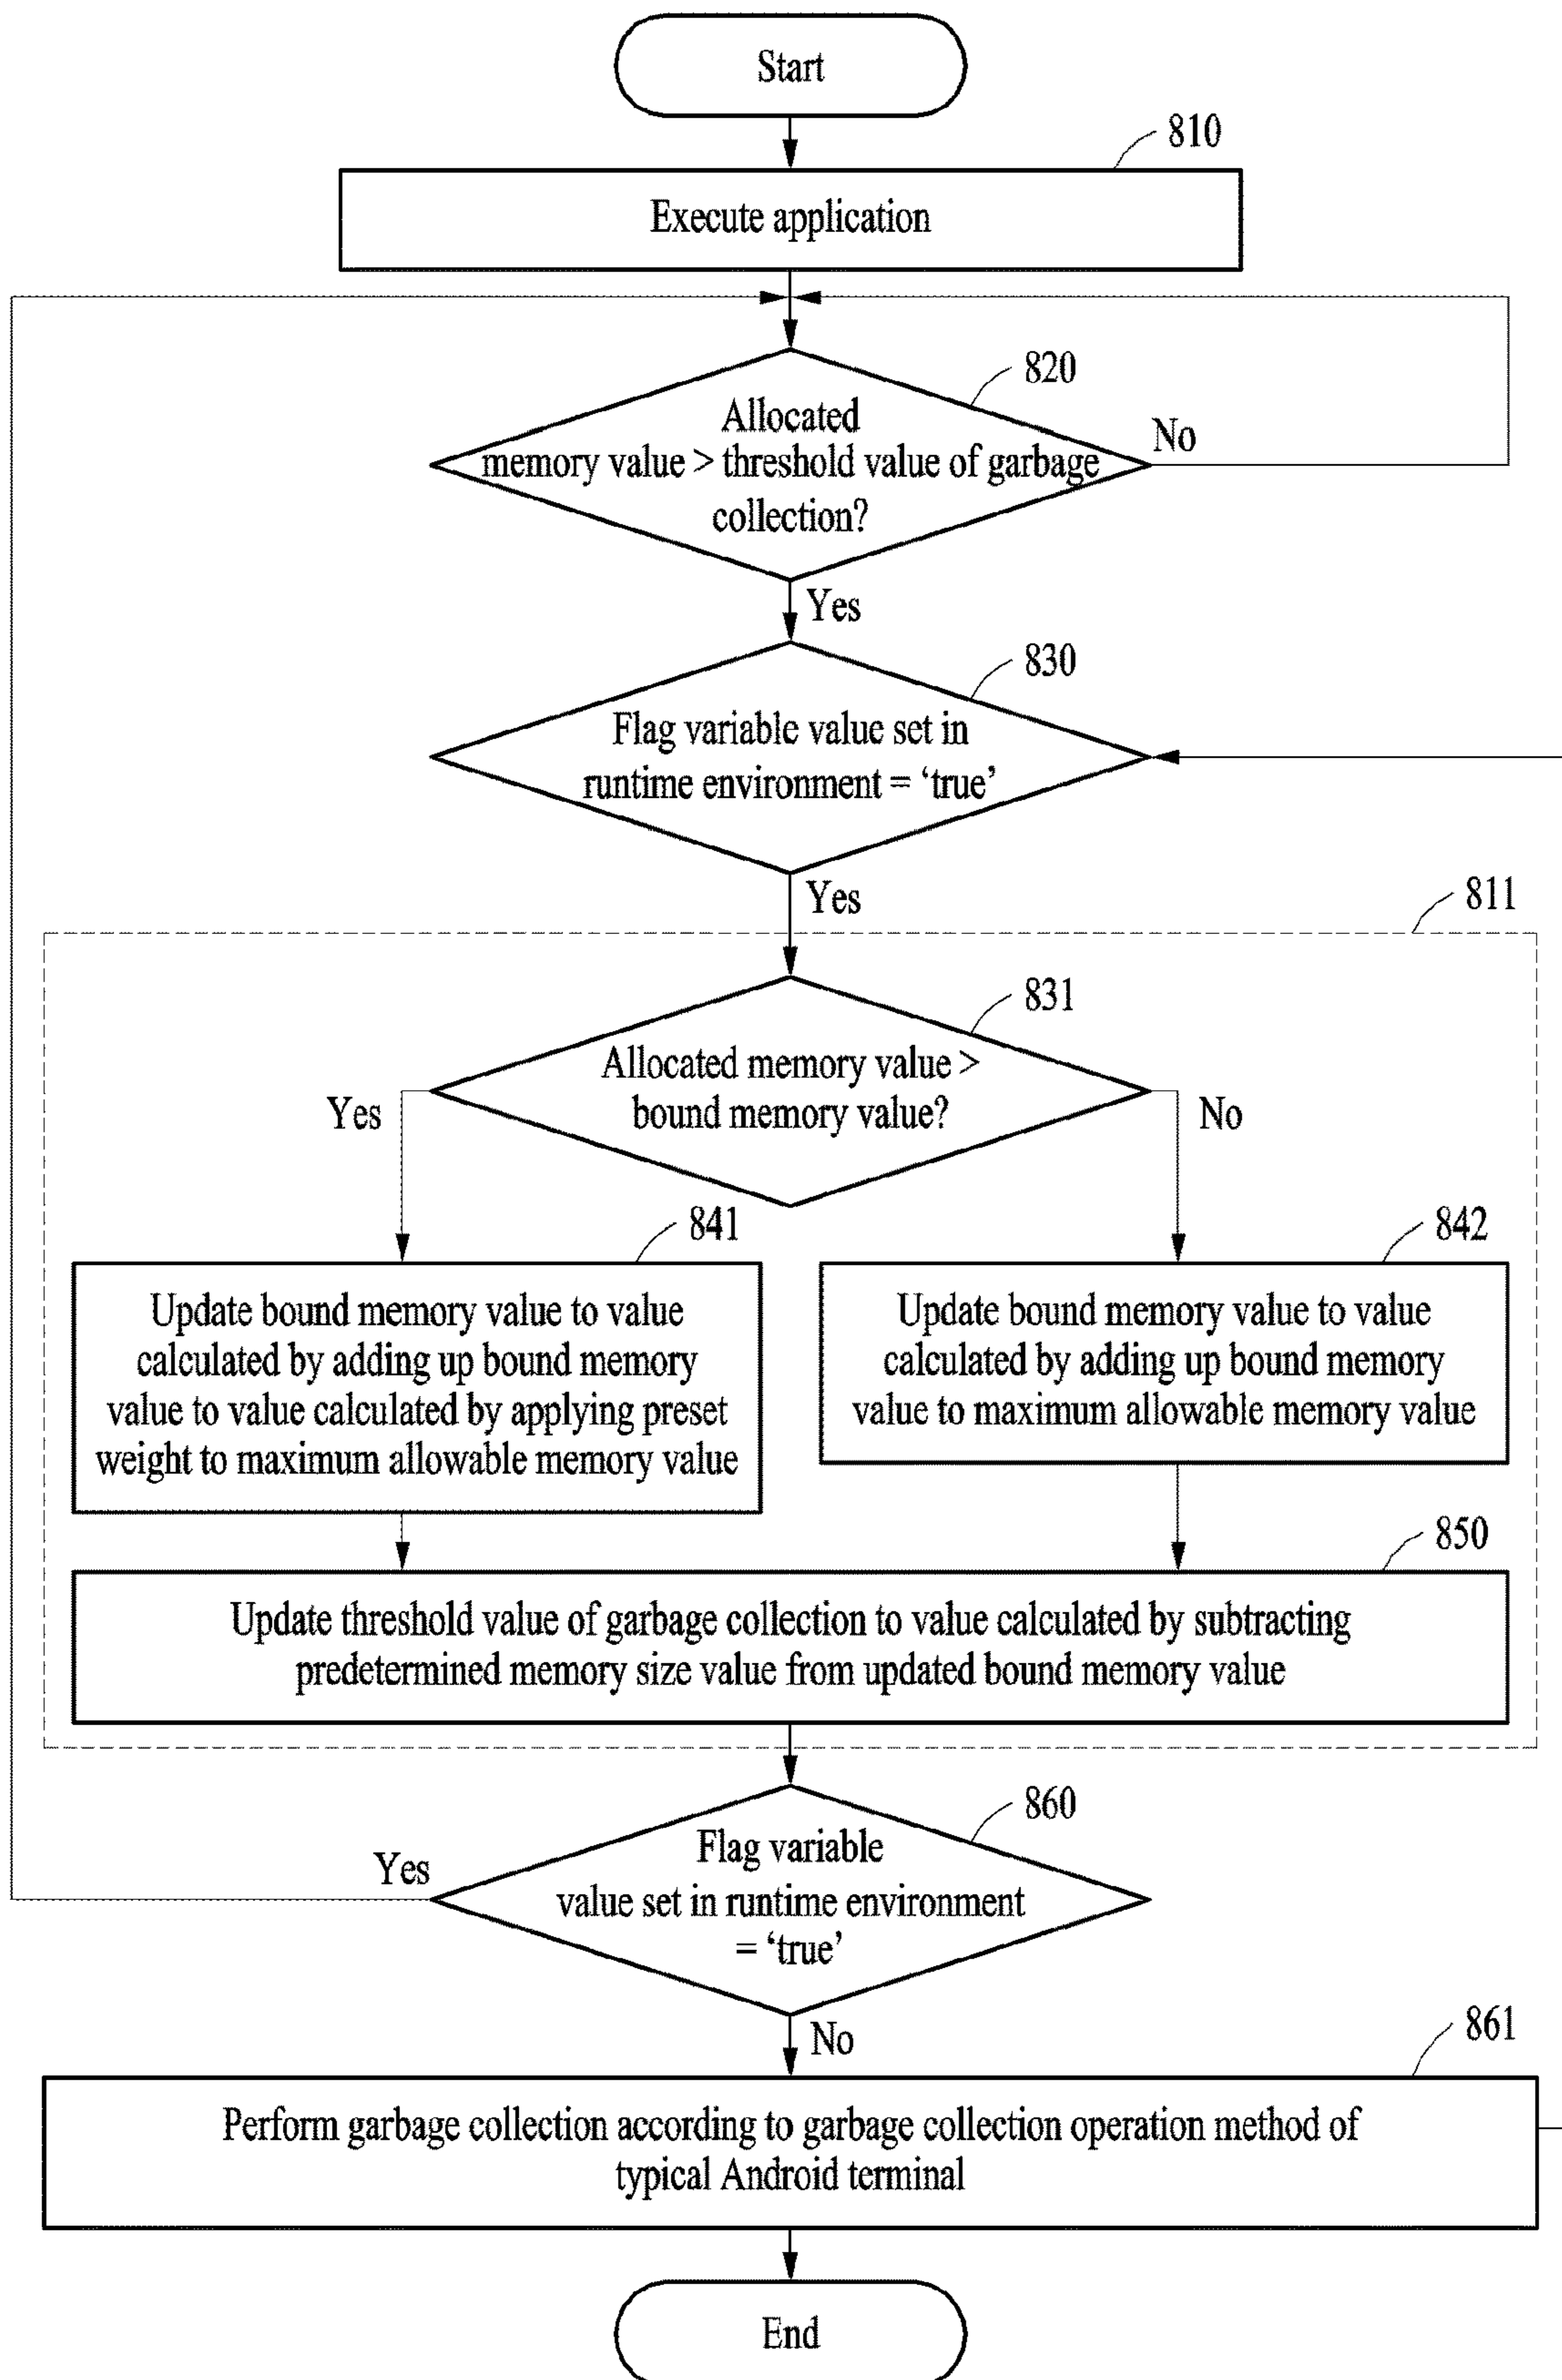 Start
810
Execute application
820
Allocated
memory value > threshold value of garbage
collection?
No
Yes
830
Flag variable value set in
runtime environment = ‘true’
Yes
811
831
Allocated memory value >
bound memory value?
Yes
No
841
Update bound memory value to value
calculated by adding up bound memory
value to value calculated by applying preset
weight to maximum allowable memory value
842
Update bound memory value to value
calculated by adding up bound memory
value to maximum allowable memory value
850
Update threshold value of garbage collection to value calculated by subtracting
predetermined memory size value from updated bound memory value
860
Flag variable
value set in runtime environment
= ‘true’
Yes
No
861
Perform garbage collection according to garbage collection operation method of
typical Android terminal
End